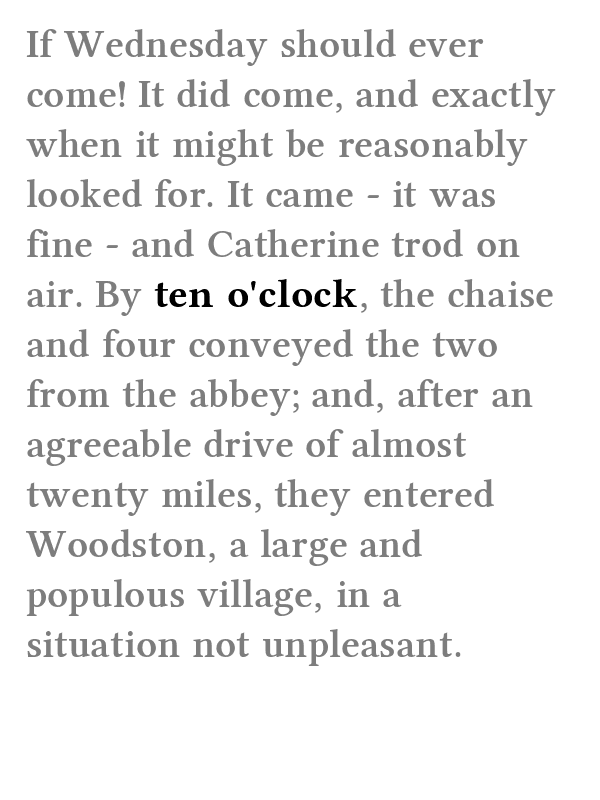 If Wednesday should ever
come! It did come, and exactly
when it might be reasonably
looked for. It came - it was
fine - and Catherine trod on
air. By ten o'clock, the chaise
and four conveyed the two
from the abbey; and, after an
agreeable drive of almost
twenty miles, they entered
Woodston, a large and
populous village, in a
situation not unpleasant.